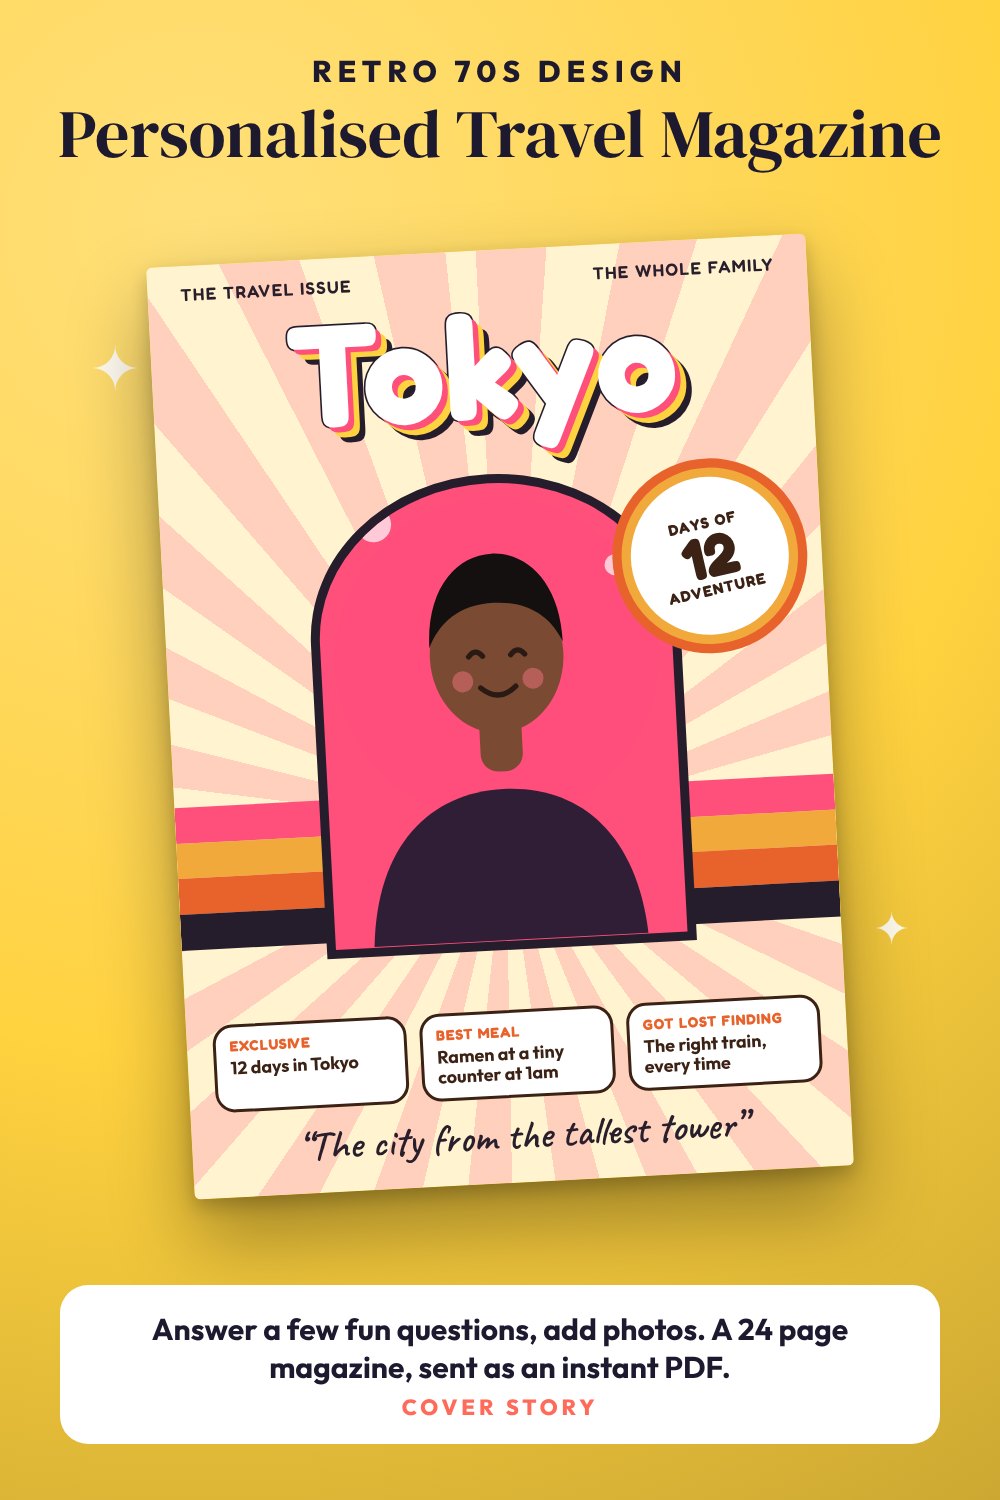 RETRO 70S DESIGN
Personalised Travel Magazine
THE TRAVEL ISSUE
THE WHOLE FAMILY
Tokyo
DAYS OF
12
ADVENTURE
EXCLUSIVE
12 days in Tokyo
BEST MEAL
Ramen at a tiny
counter at 1am
GOT LOST FINDING
The right train,
every time
“The city from the tallest tower”
Answer a few fun questions, add photos. A 24 page
magazine, sent as an instant PDF.
COVER STORY